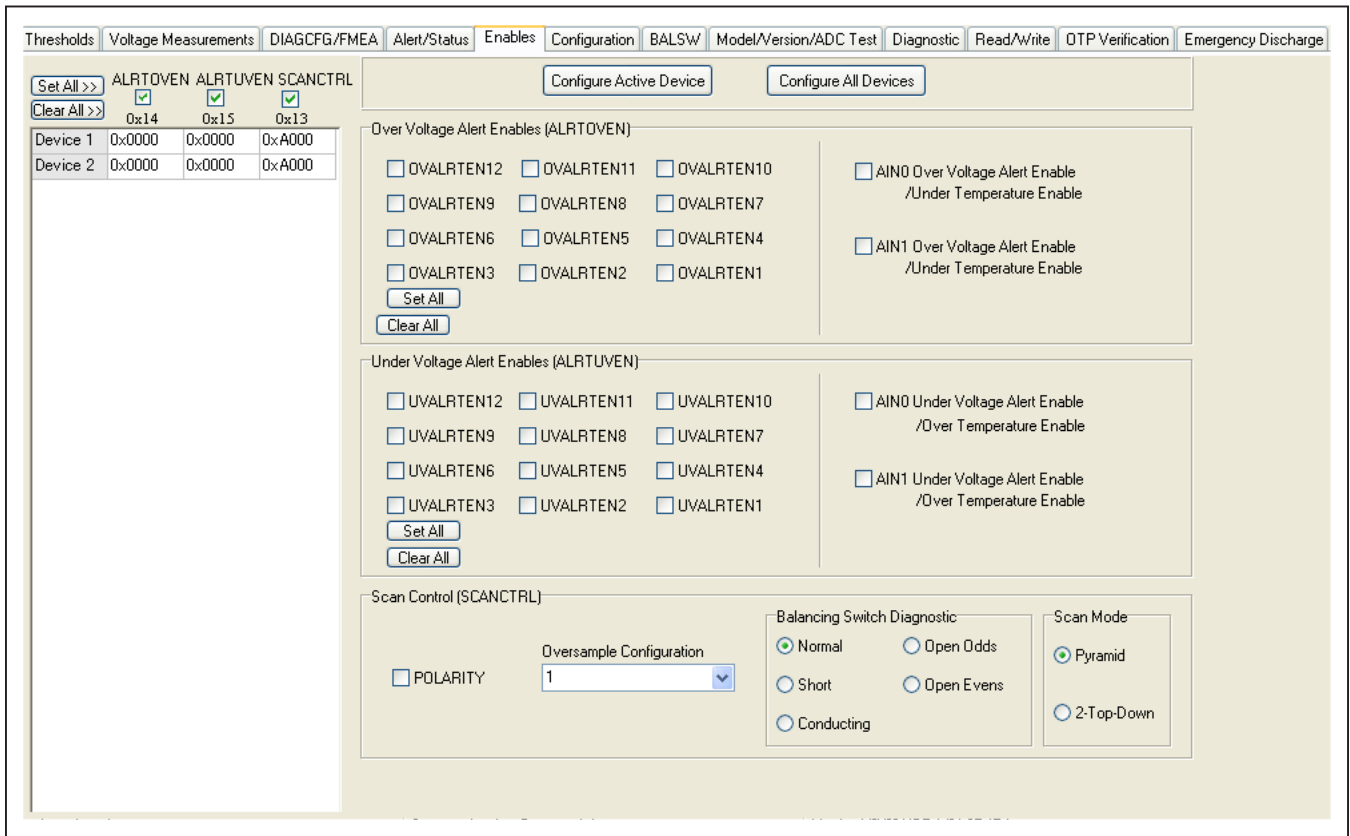 Thresholds Voltage Measurements DIAGCFG/FMEA Alert/Status Enables Configuration BALSW Model/Version/ADC Test Diagnostic Read/Write OTP Verification Emergency Discharge
Set All >> ALRTOVEN ALRTUVEN SCANCTRL
Clear All >> 0x14 0x15 0x13
Device 1 0x0000 0x0000 0xA000
Device 2 0x0000 0x0000 0xA000
Configure Active Device Configure All Devices
Over Voltage Alert Enables (ALRTOVEN)
OVALRTEN12 OVALRTEN11 OVALRTEN10
OVALRTEN9 OVALRTEN8 OVALRTEN7
OVALRTEN6 OVALRTEN5 OVALRTEN4
OVALRTEN3 OVALRTEN2 OVALRTEN1
Set All
Clear All
AIN0 Over Voltage Alert Enable
/Under Temperature Enable
AIN1 Over Voltage Alert Enable
/Under Temperature Enable
Under Voltage Alert Enables (ALRTUVEN)
UVALRTEN12 UVALRTEN11 UVALRTEN10
UVALRTEN9 UVALRTEN8 UVALRTEN7
UVALRTEN6 UVALRTEN5 UVALRTEN4
UVALRTEN3 UVALRTEN2 UVALRTEN1
Set All
Clear All
AIN0 Under Voltage Alert Enable
/Over Temperature Enable
AIN1 Under Voltage Alert Enable
/Over Temperature Enable
Scan Control (SCANCTRL)
POLARITY
Oversample Configuration
1
Balancing Switch Diagnostic
Normal Open Odds
Short Open Evens
Conducting
Scan Mode
Pyramid
2-Top-Down